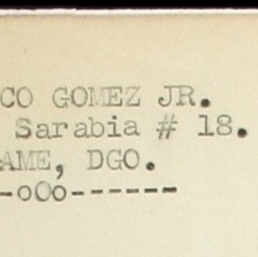 CO GOMEZ JR.
Sarabia # 18.
AME, DGO.
-oOo-------